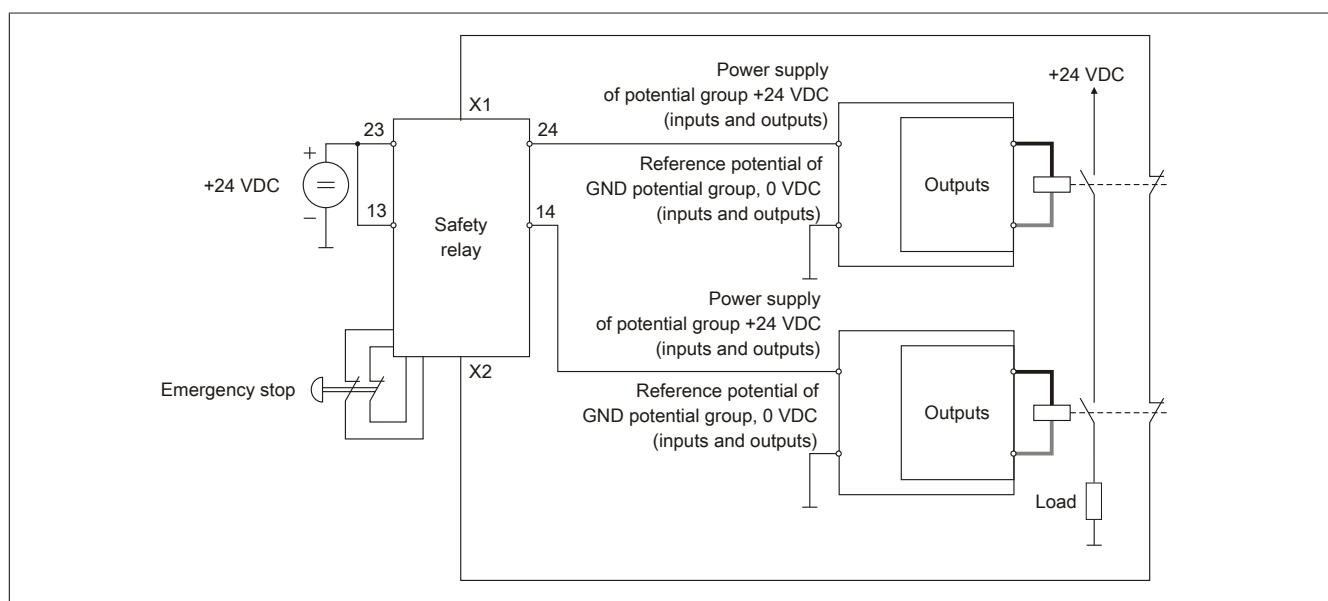 Power supply
of potential group +24 VDC
(inputs and outputs)
+24 VDC
X1
23
24
Reference potential of
GND potential group, 0 VDC
(inputs and outputs)
Outputs
+
+24 VDC
−
13
14
Safety
relay
Power supply
of potential group +24 VDC
(inputs and outputs)
X2
Emergency stop
Reference potential of
GND potential group, 0 VDC
(inputs and outputs)
Outputs
Load